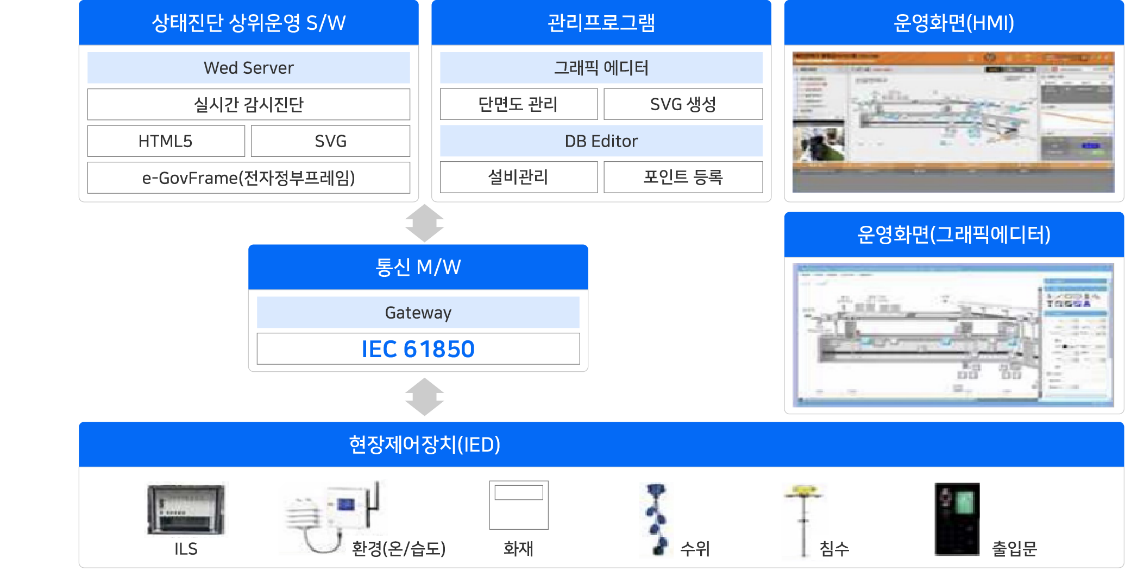 상태진단 상위운영 S/W
Wed Server
실시간 감시진단
HTML5
SVG
e-GovFrame(전자정부프레임)
관리프로그램
그래픽 에디터
단면도 관리
SVG 생성
DB Editor
설비관리
포인트 등록
운영화면(HMI)
운영화면(그래픽에디터)
통신 M/W
Gateway
IEC 61850
현장제어장치(IED)
ILS
환경(온/습도)
화재
수위
침수
출입문